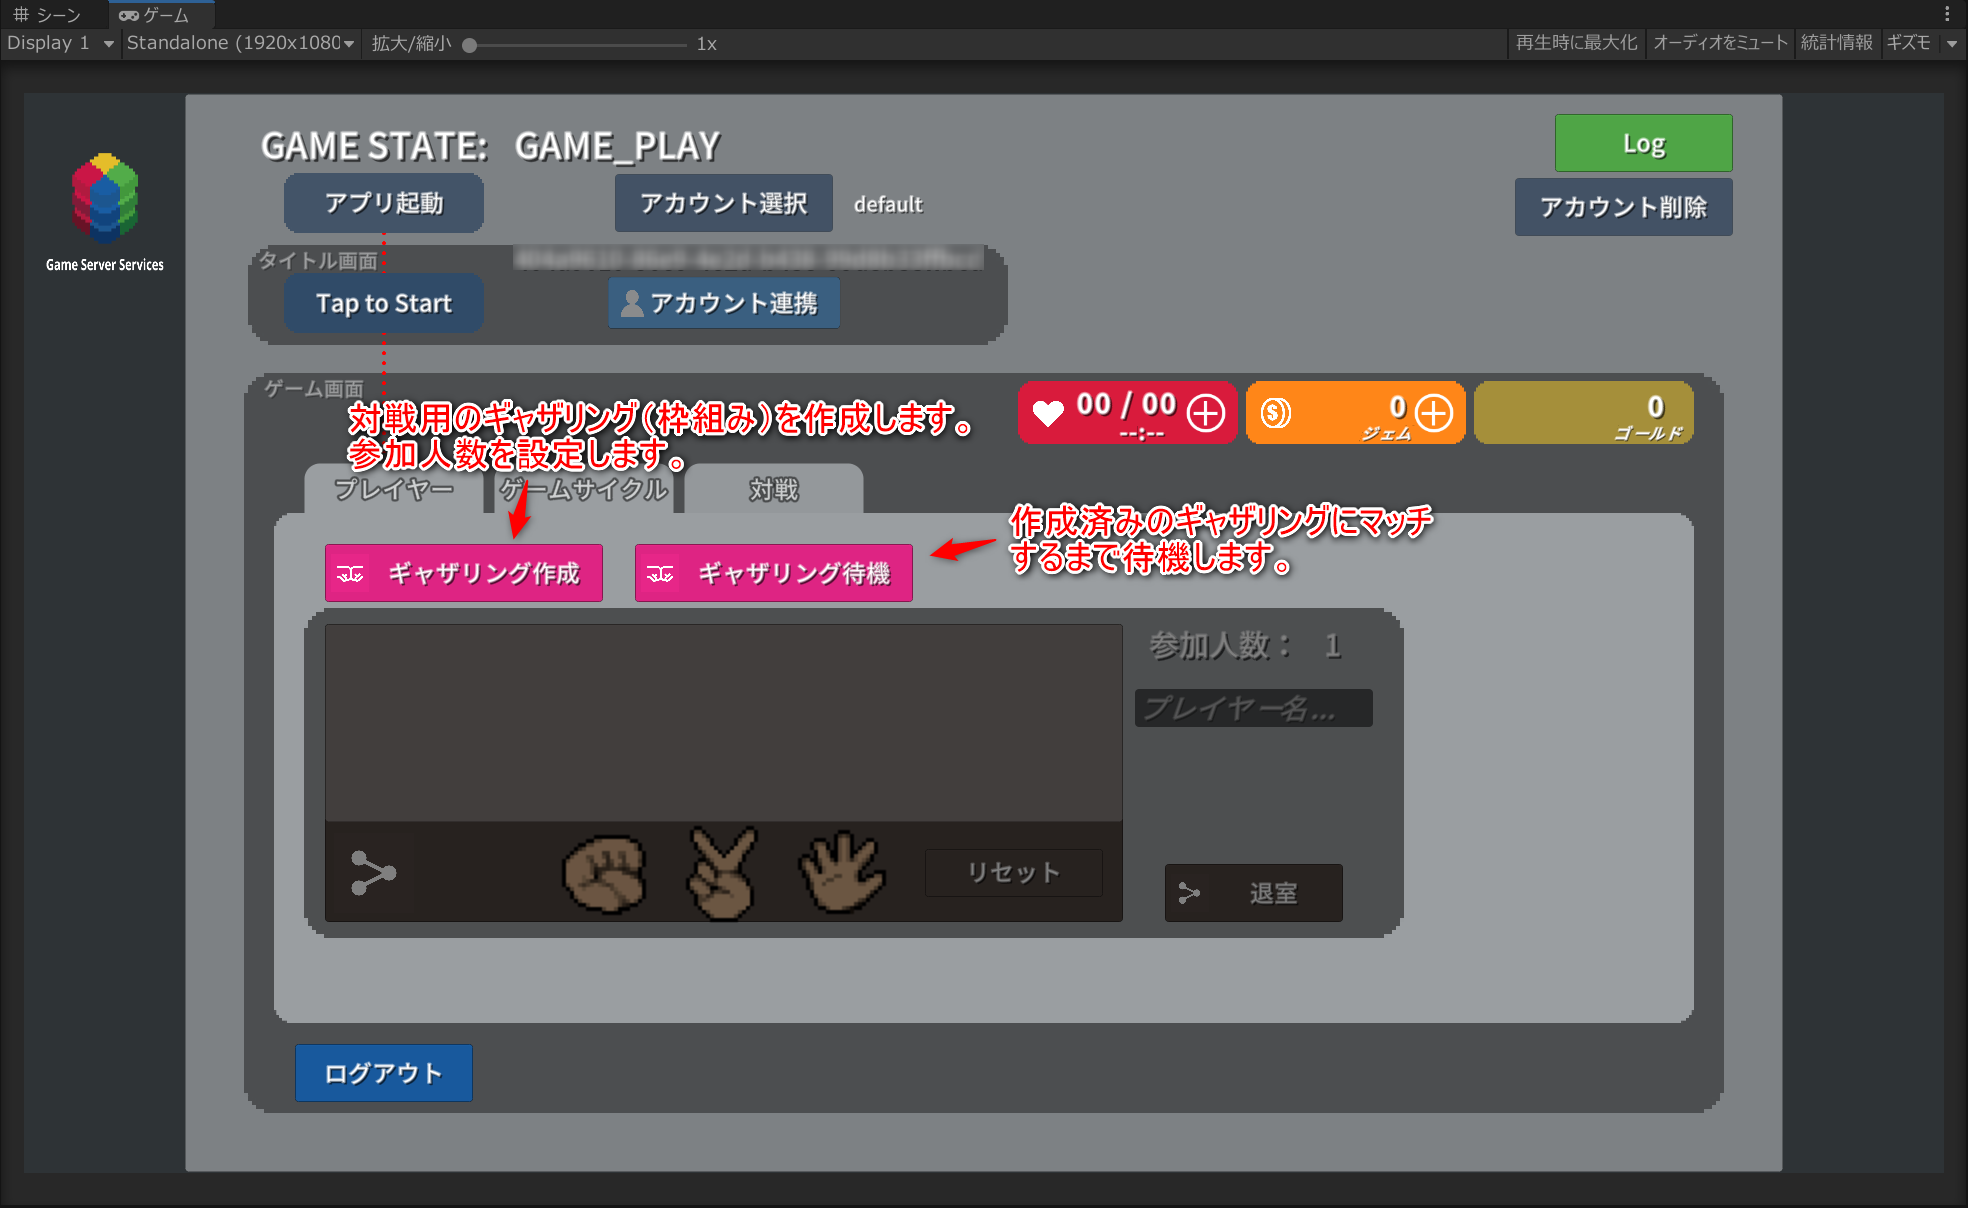 シーン
ゲーム
Display 1
Standalone (1920x1080
拡大/縮小
1x
再生時に最大化
オーディオをミュート
統計情報
ギズモ
Game Server Services
GAME STATE: GAME_PLAY
Log
アプリ起動
アカウント選択
default
アカウント削除
タイトル画面
Tap to Start
アカウント連携
ゲーム画面
00 / 00
--:--
0
ジェム
0
ゴールド
対戦用のギャザリング(枠組み)を作成します。
参加人数を設定します。
プレイヤー
ゲームサイクル
対戦
作成済みのギャザリングにマッチ
するまで待機します。
ギャザリング作成
ギャザリング待機
参加人数： 1
プレイヤー名...
リセット
退室
ログアウト